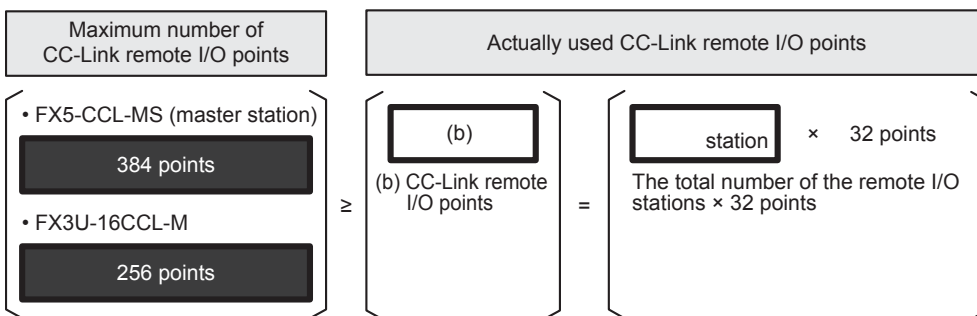 Maximum number of
CC-Link remote I/O points
Actually used CC-Link remote I/O points
• FX5-CCL-MS (master station)
384 points
• FX3U-16CCL-M
256 points
≥
(b)
(b) CC-Link remote
I/O points
=
station × 32 points
The total number of the remote I/O
stations × 32 points